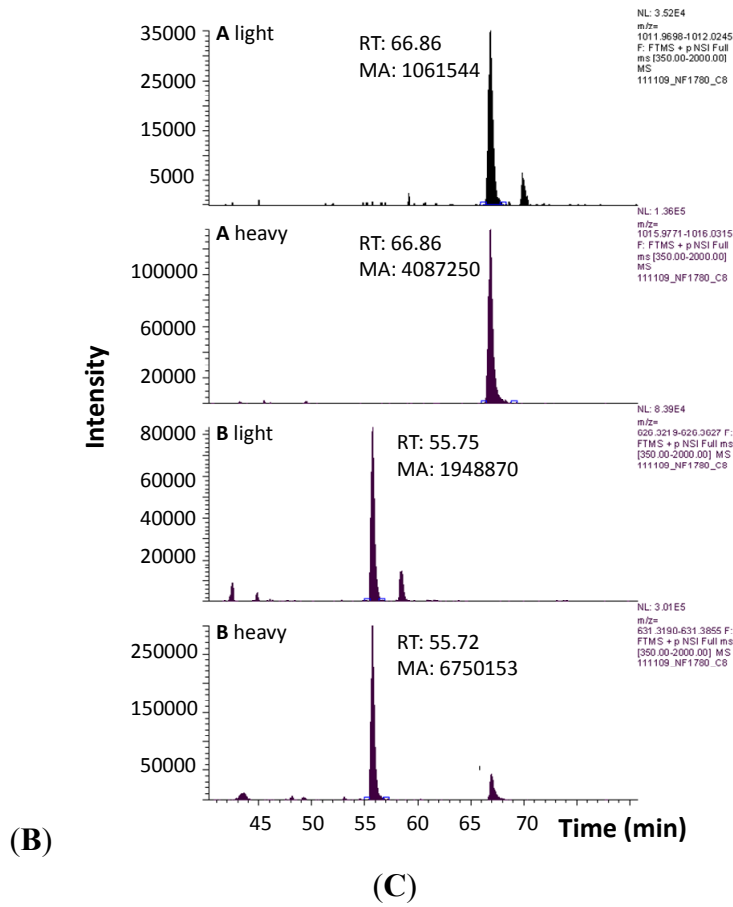 35000
25000
15000
5000
A light
RT: 66.86
MA: 1061544
NL: 3.52E4
m/z=
1011.9698-1012.0245
F: FTMS + p NSI Full
ms [350.00-2000.00]
MS
111109_NF1780_C8
100000
60000
20000
A heavy
RT: 66.86
MA: 4087250
NL: 1.36E5
m/z=
1015.9771-1016.0315
F: FTMS + p NSI Full
ms [350.00-2000.00]
MS
111109_NF1780_C8
Intensity
80000
60000
40000
20000
B light
RT: 55.75
MA: 1948870
NL: 8.39E4
m/z=
626.3219-626.3627 F:
FTMS + p NSI Full ms
[350.00-2000.00] MS
111109_NF1780_C8
250000
150000
50000
B heavy
RT: 55.72
MA: 6750153
NL: 3.01E5
m/z=
631.3190-631.3855 F:
FTMS + p NSI Full ms
[350.00-2000.00] MS
111109_NF1780_C8
45 50 55 60 65 70 Time (min)
(B)
(C)